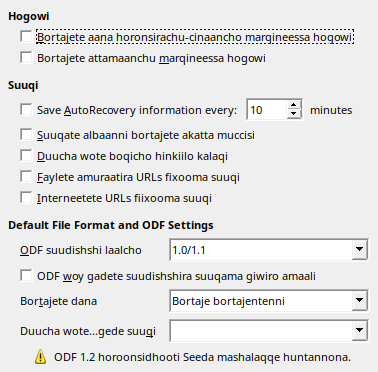 Hogowi
Bortajete aana horonsirachu-cinaancho marqineessa hogowi
Bortajete attamaanchu marqineessa hogowi
Suuqi
Save AutoRecovery information every: 10 minutes
Suuqate albaanni bortajete akatta muccisi
Duucha wote boqicho hinkiilo kalaqi
Faylete amuraatira URLs fixooma suuqi
Interneetete URLs fiixooma suuqi
Default File Format and ODF Settings
ODF suudishshi laalcho 1.0/1.1
ODF woy gadete suudishshira suuqama giwiro amaali
Bortajete dana Bortaje bortajentenni
Duucha wote...gede suuqi
ODF 1.2 horoonsidhooti Seeda mashalaqqe huntannona.